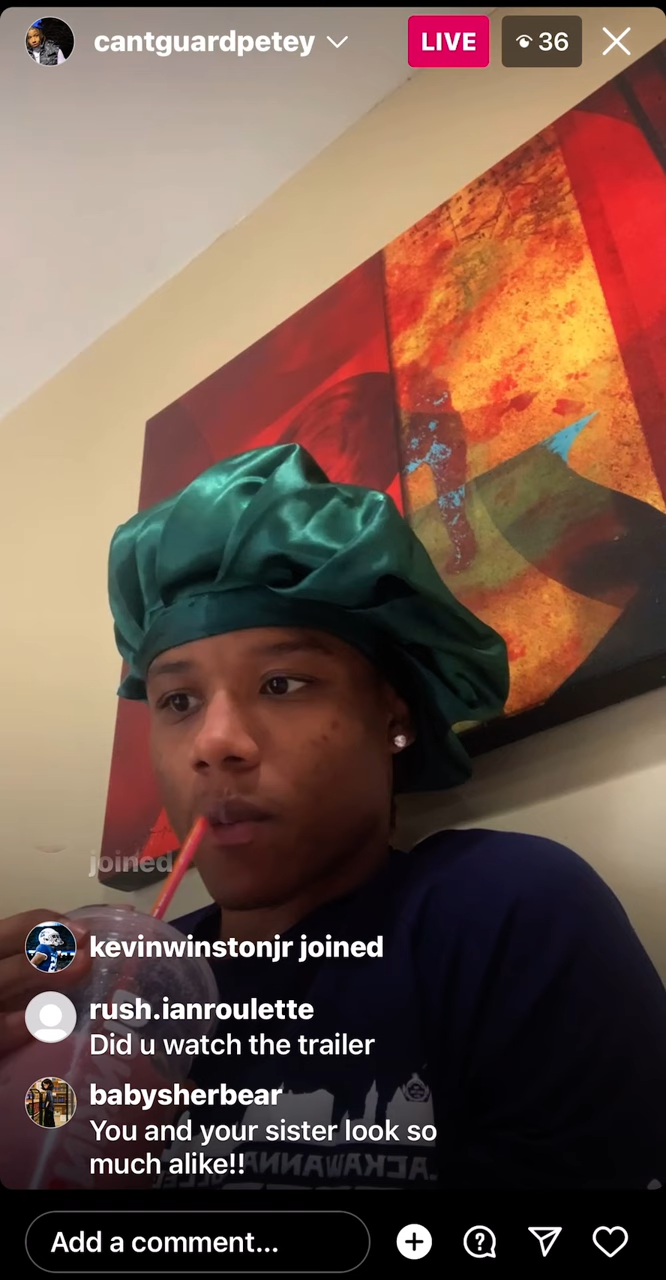 cantguardpetey
LIVE
36
joined
kevinwinstonjr joined
rush.ianroulette
Did u watch the trailer
babysherbear
You and your sister look so
much alike!!
Add a comment...